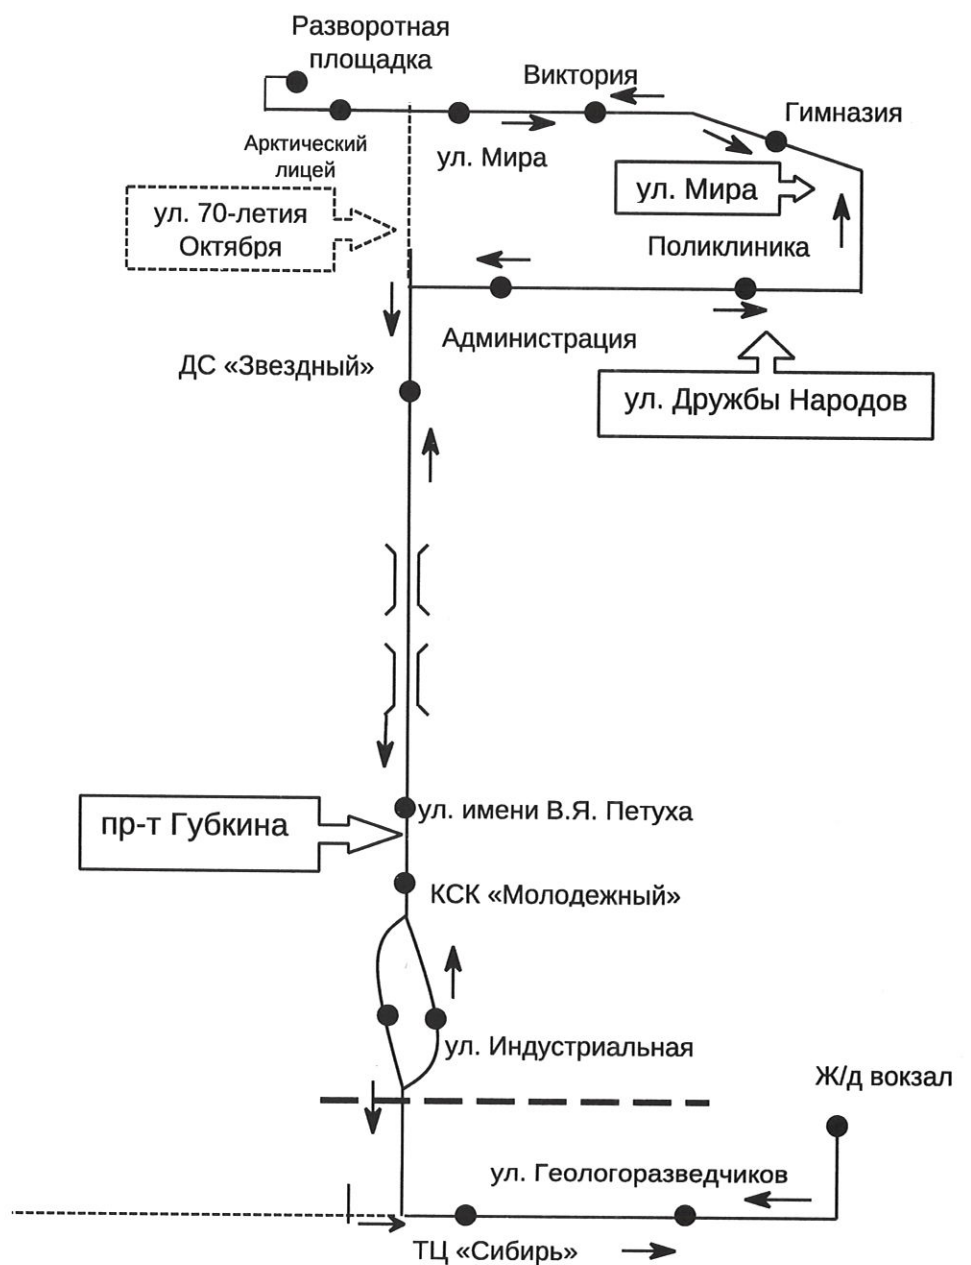 Разворотная
площадка
Виктория
Гимназия
Арктический
лицей
ул. Мира
ул. Мира
ул. 70-летия
Октября
Поликлиника
Администрация
ДС «Звездный»
ул. Дружбы Народов
ул. имени В.Я. Петуха
пр-т Губкина
КСК «Молодежный»
ул. Индустриальная
Ж/д вокзал
ул. Геологоразведчиков
ТЦ «Сибирь»